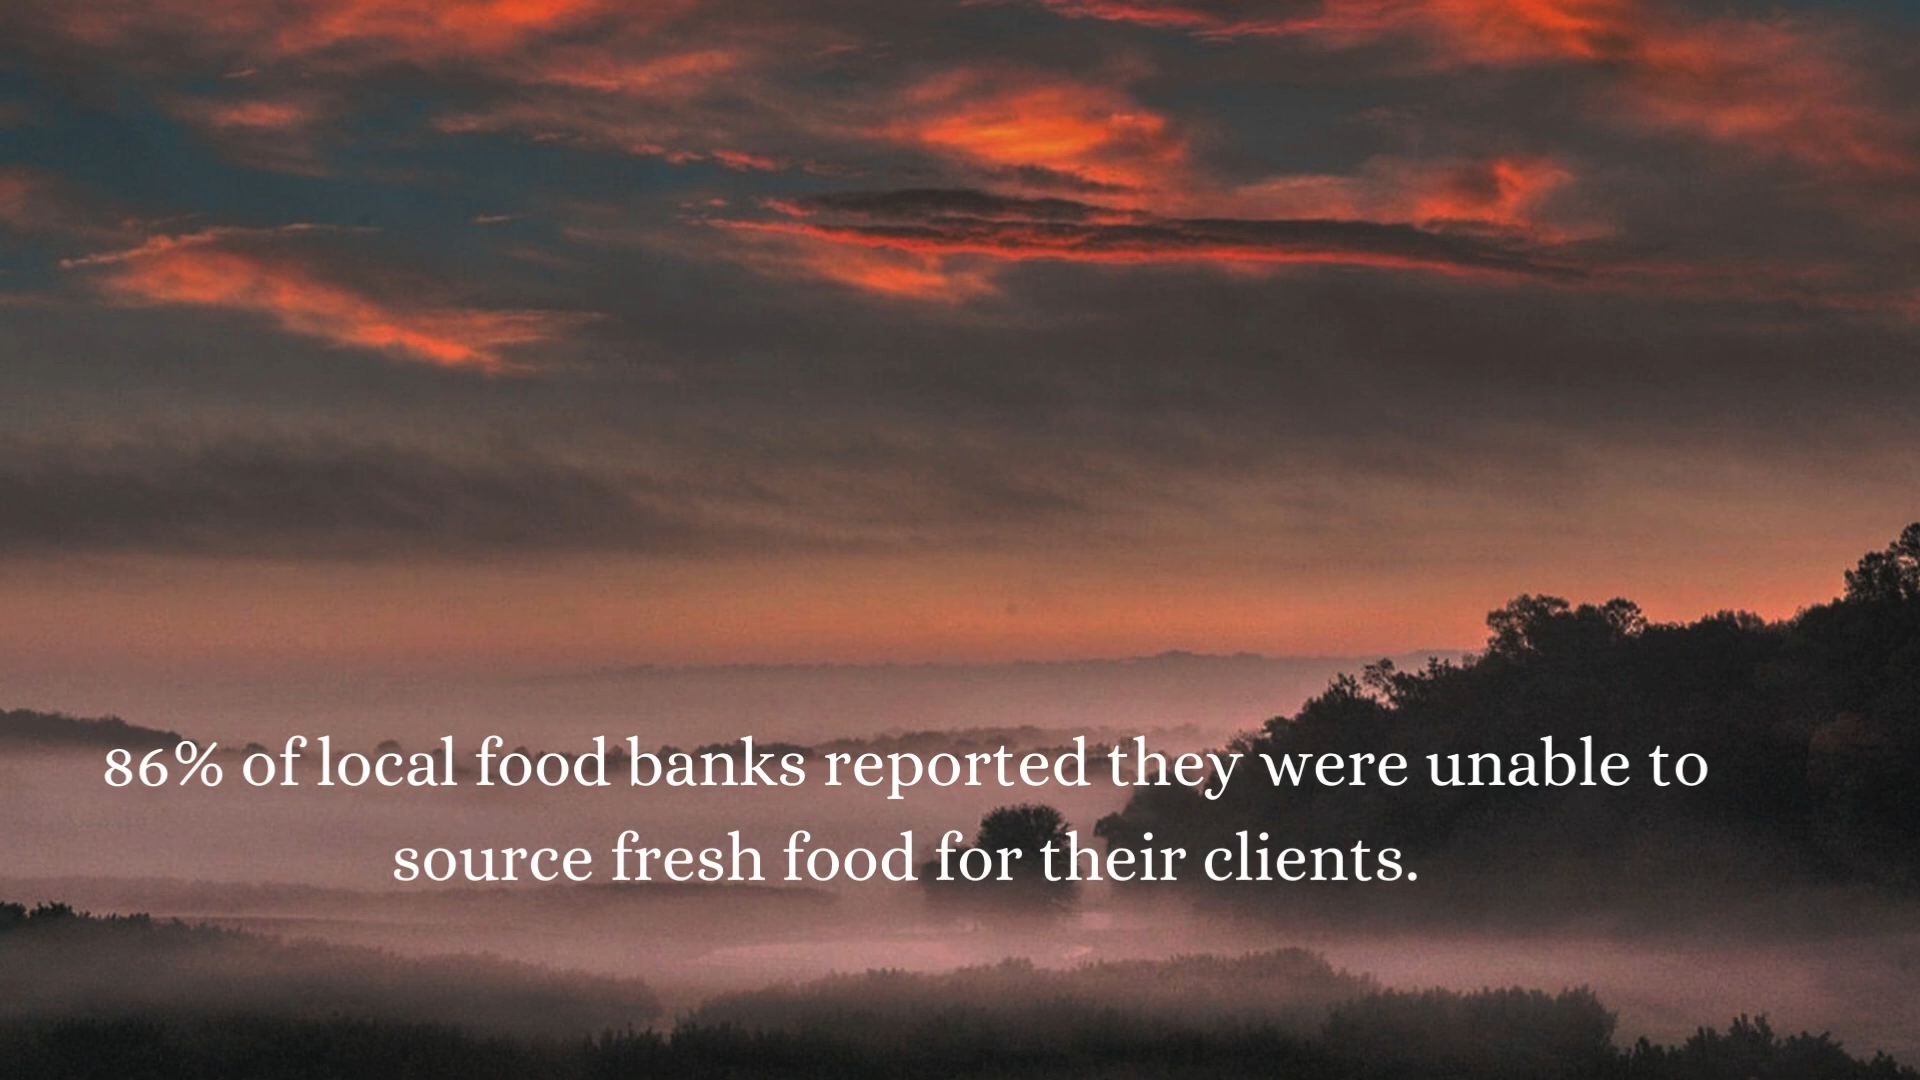 86% of local food banks reported they were unable to
source fresh food for their clients.